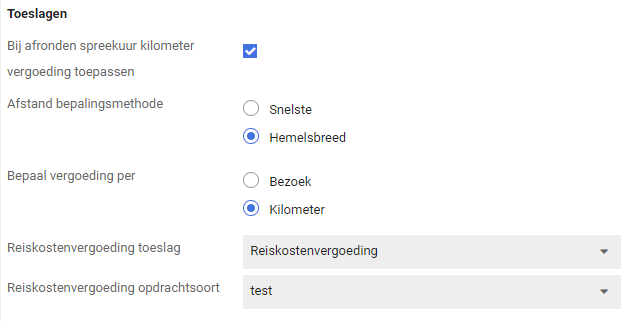 Toeslagen
Bij afronden spreekuur kilometer
vergoeding toepassen
Afstand bepalingsmethode
Snelste
Hemelsbreed
Bepaal vergoeding per
Bezoek
Kilometer
Reiskostenvergoeding toeslag
Reiskostenvergoeding
Reiskostenvergoeding opdrachtsoort
test